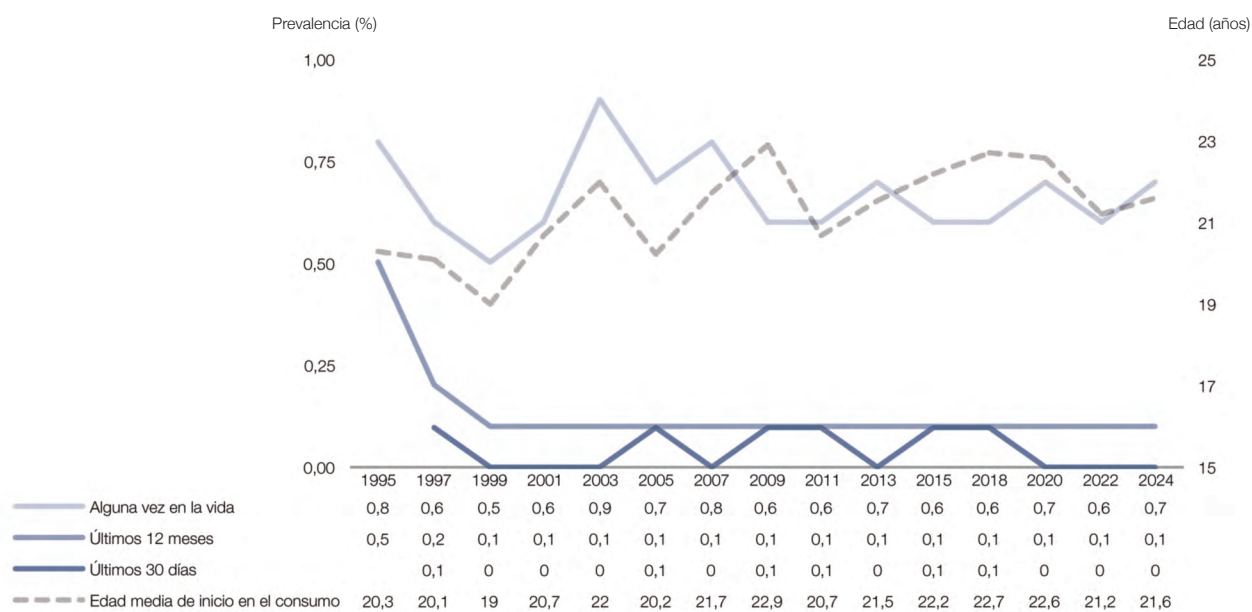 Prevalencia (%) Edad (años)
1,00 25
23
0,75
21
0,50
19
0,25
17
0,00 15
1995 1997 1999 2001 2003 2005 2007 2009 2011 2013 2015 2018 2020 2022 2024
Alguna vez en la vida 0,8 0,6 0,5 0,6 0,9 0,7 0,8 0,6 0,6 0,7 0,6 0,6 0,7 0,6 0,7
Últimos 12 meses 0,5 0,2 0,1 0,1 0,1 0,1 0,1 0,1 0,1 0,1 0,1 0,1 0,1 0,1 0,1
Últimos 30 días 0,1 0 0 0 0,1 0 0,1 0,1 0 0,1 0,1 0 0 0
Edad media de inicio en el consumo 20,3 20,1 19 20,7 22 20,2 21,7 22,9 20,7 21,5 22,2 22,7 22,6 21,2 21,6